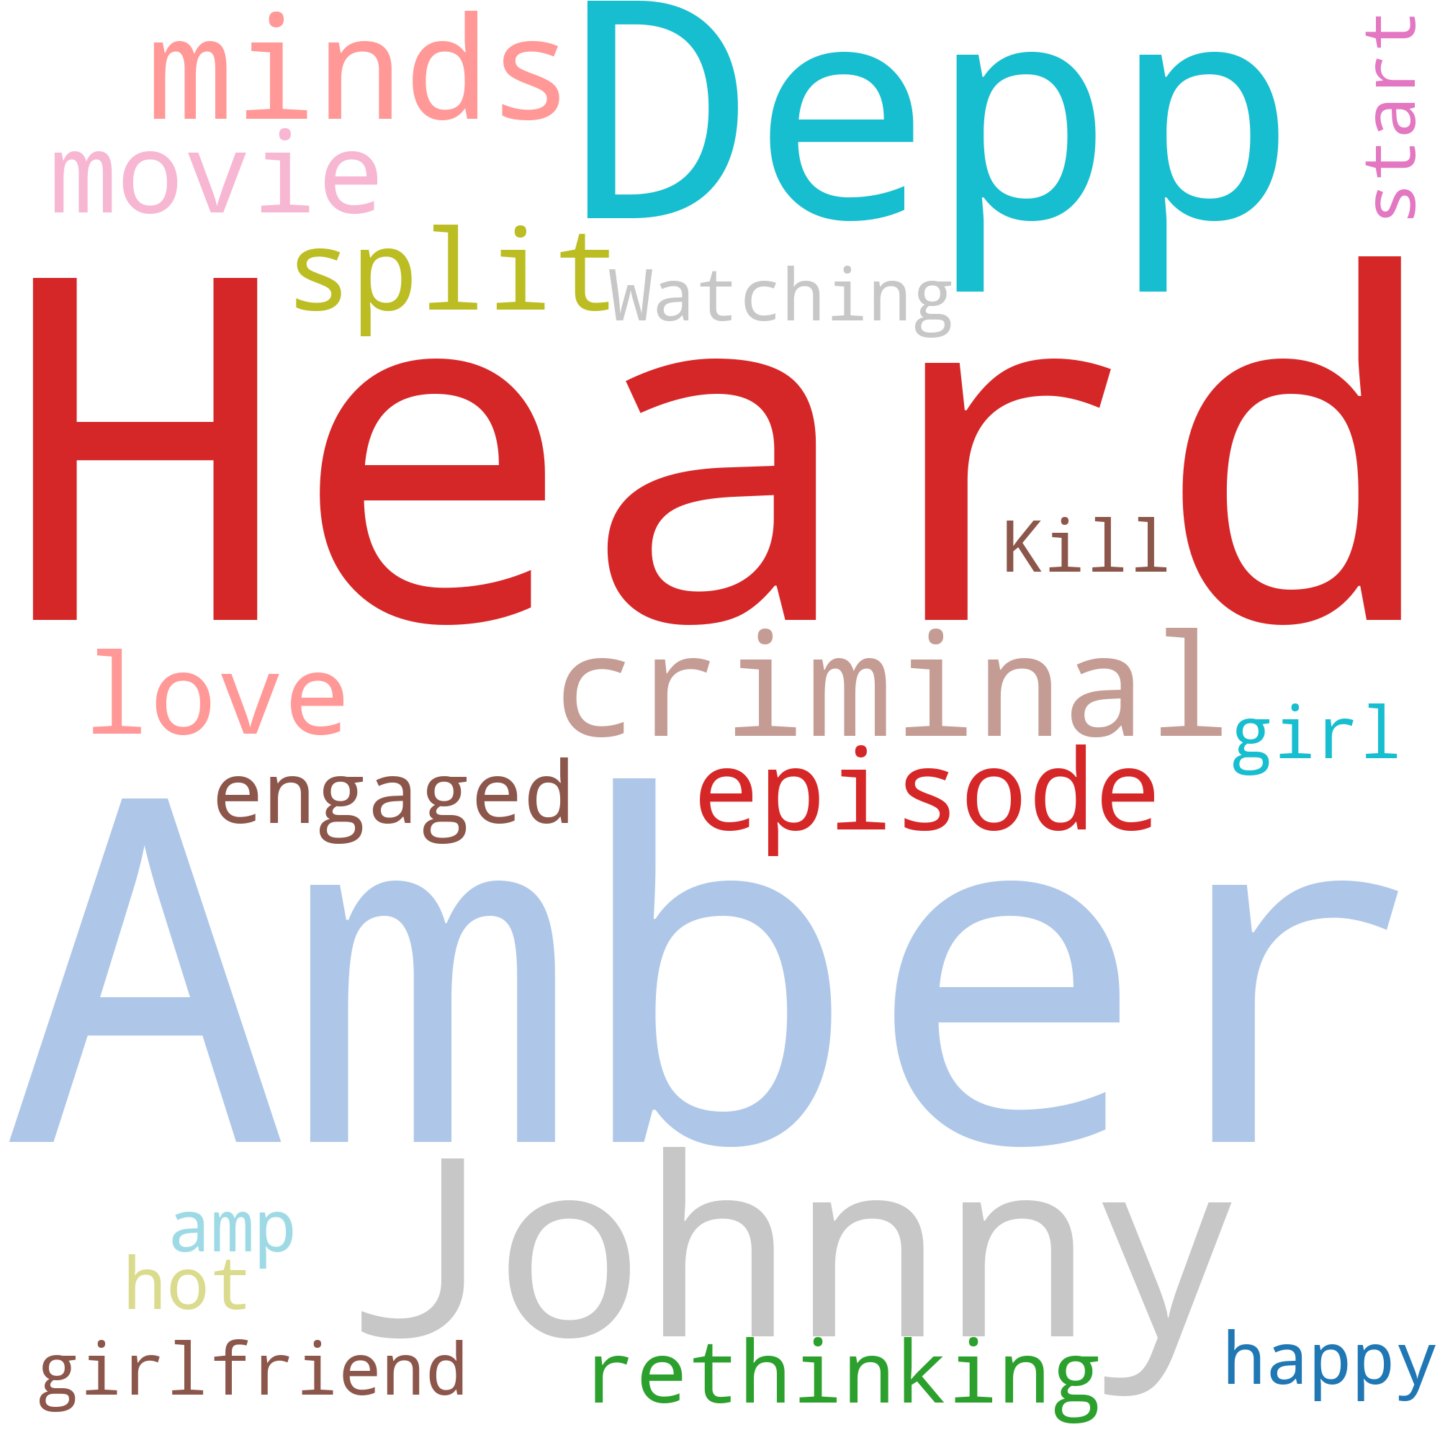 minds
Depp
start
movie
split
Watching
Heard
Kill
love
criminal
girl
engaged
episode
Amber
Johnny
amp
hot
girlfriend
rethinking
happy